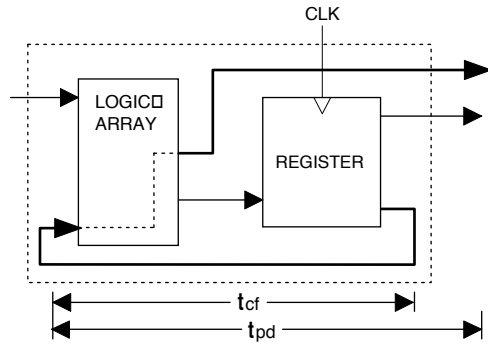 CLK
LOGIC□
ARRAY
REGISTER
tcf
tpd